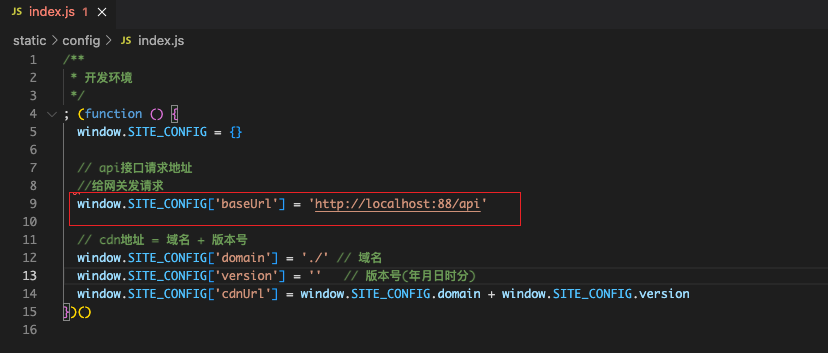 JS index.js 1 ×
static > config > JS index.js
1 /**
2 * 开发环境
3 */
4 ; (function () {
5 window.SITE_CONFIG = {}
6
7 // api接口请求地址
8 //给网关发请求
9 window.SITE_CONFIG['baseUrl'] = 'http://localhost:88/api'
10
11 // cdn地址 = 域名 + 版本号
12 window.SITE_CONFIG['domain'] = './' // 域名
13 window.SITE_CONFIG['version'] = '' // 版本号(年月日时分)
14 window.SITE_CONFIG['cdnUrl'] = window.SITE_CONFIG.domain + window.SITE_CONFIG.version
15 })()
16